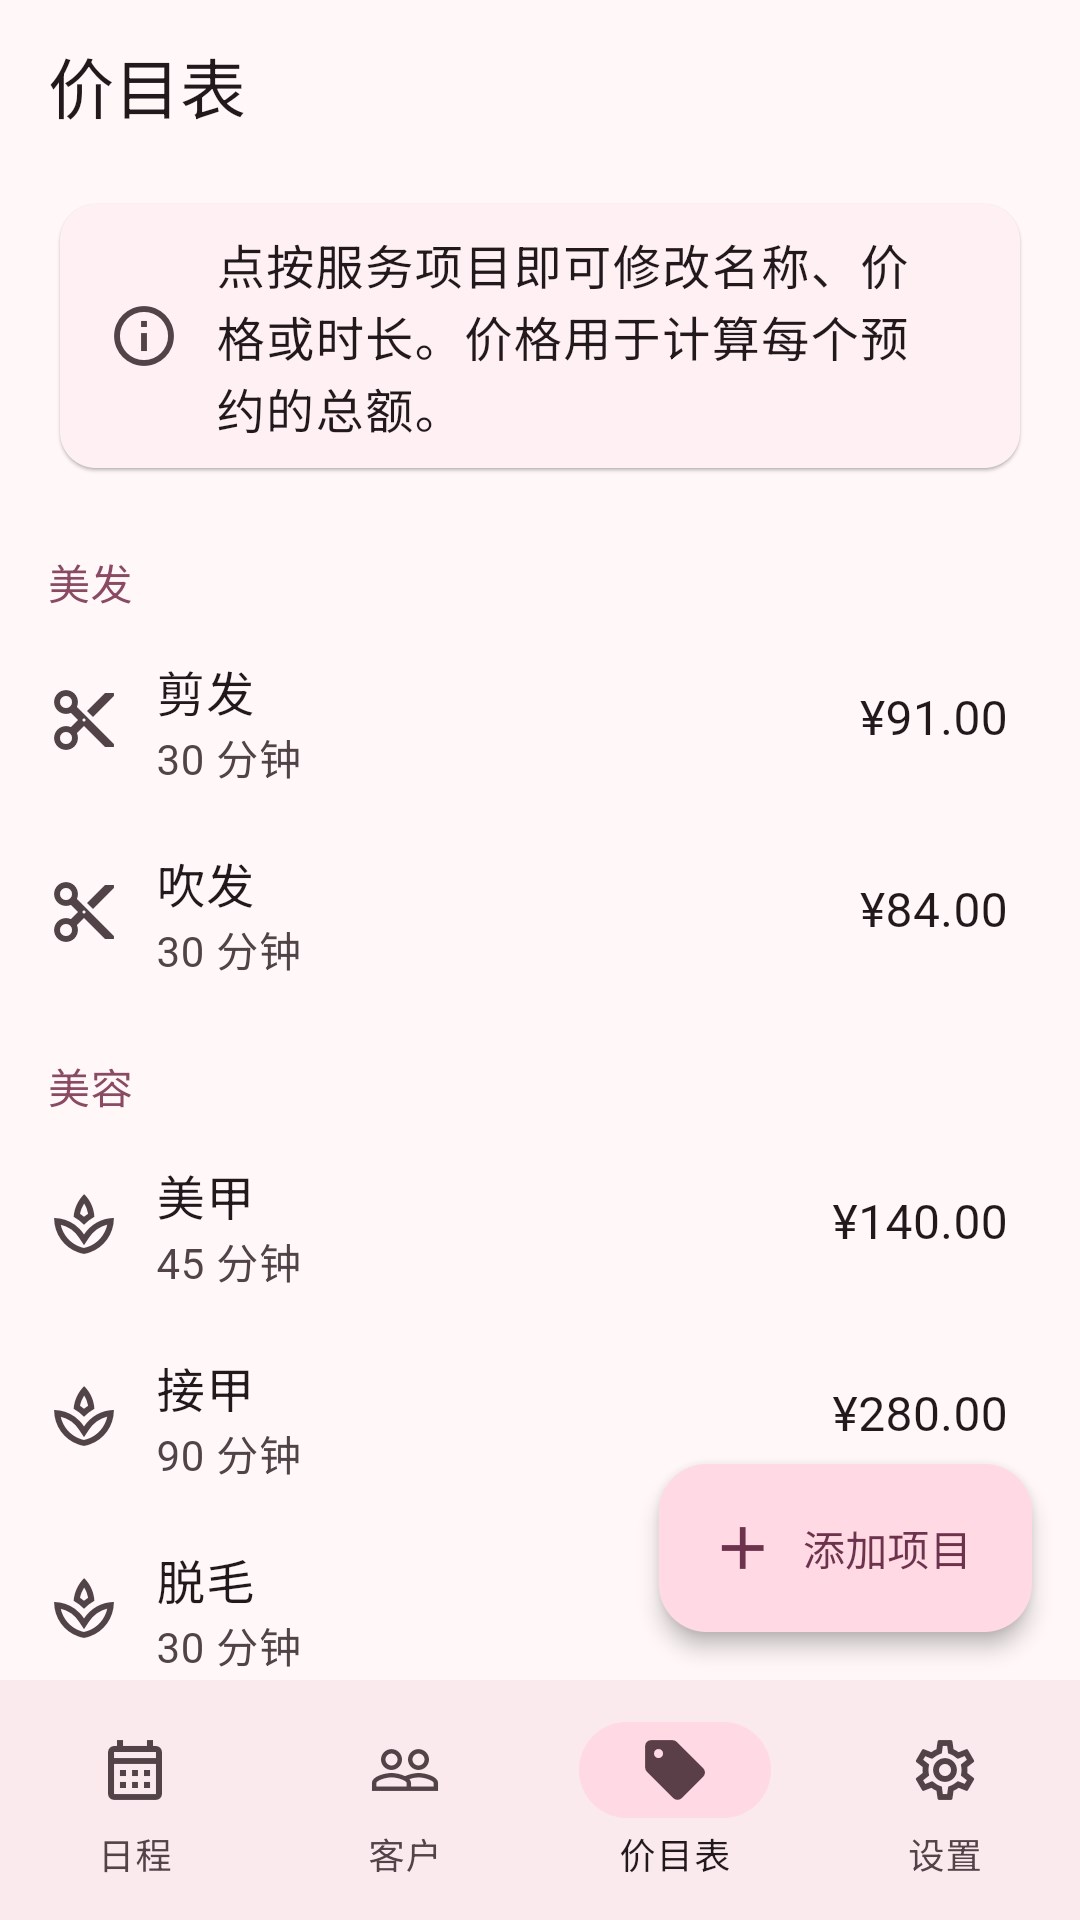 价目表
点按服务项目即可修改名称、价
格或时长。价格用于计算每个预
约的总额。
美发
剪发
30 分钟
¥91.00
吹发
30 分钟
¥84.00
美容
美甲
45 分钟
¥140.00
接甲
90 分钟
¥280.00
脱毛
30 分钟
添加项目
日程
客户
价目表
设置